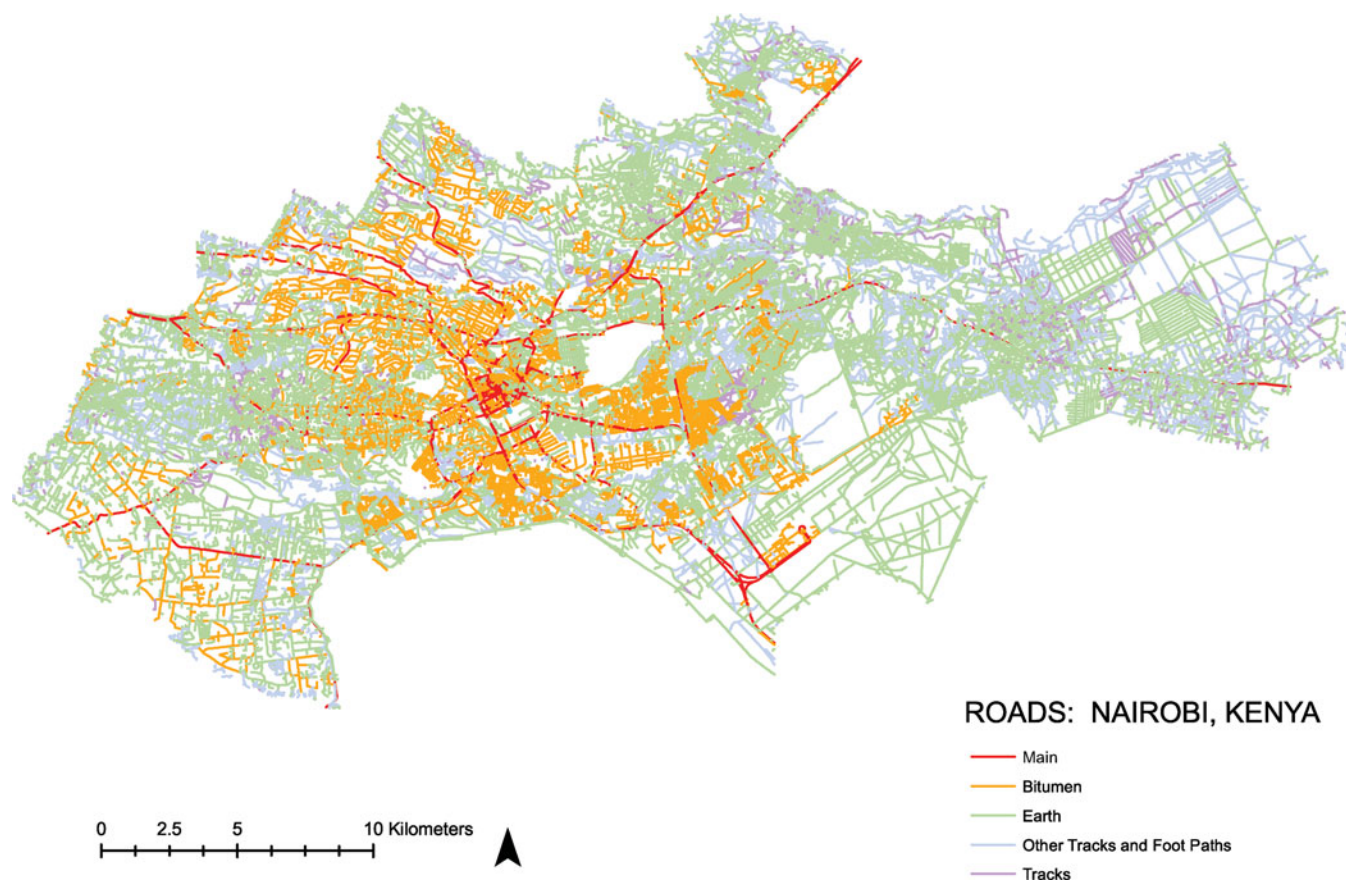 ROADS: NAIROBI, KENYA
Main
Bitumen
Earth
Other Tracks and Foot Paths
Tracks
0 2.5 5 10 Kilometers